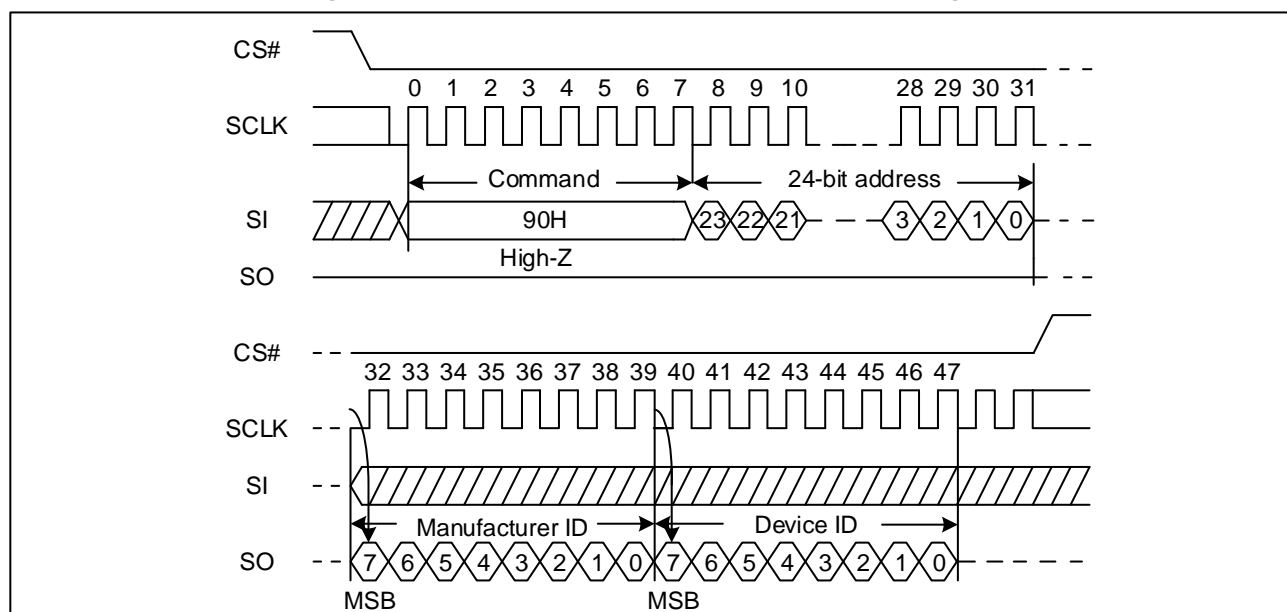 CS#
0 1 2 3 4 5 6 7 8 9 10 28 29 30 31
SCLK
Command 24-bit address
SI 90H 23 22 21 3 2 1 0
High-Z
SO
CS#
32 33 34 35 36 37 38 39 40 41 42 43 44 45 46 47
SCLK
SI
Manufacturer ID Device ID
SO 7 6 5 4 3 2 1 0 7 6 5 4 3 2 1 0
MSB MSB